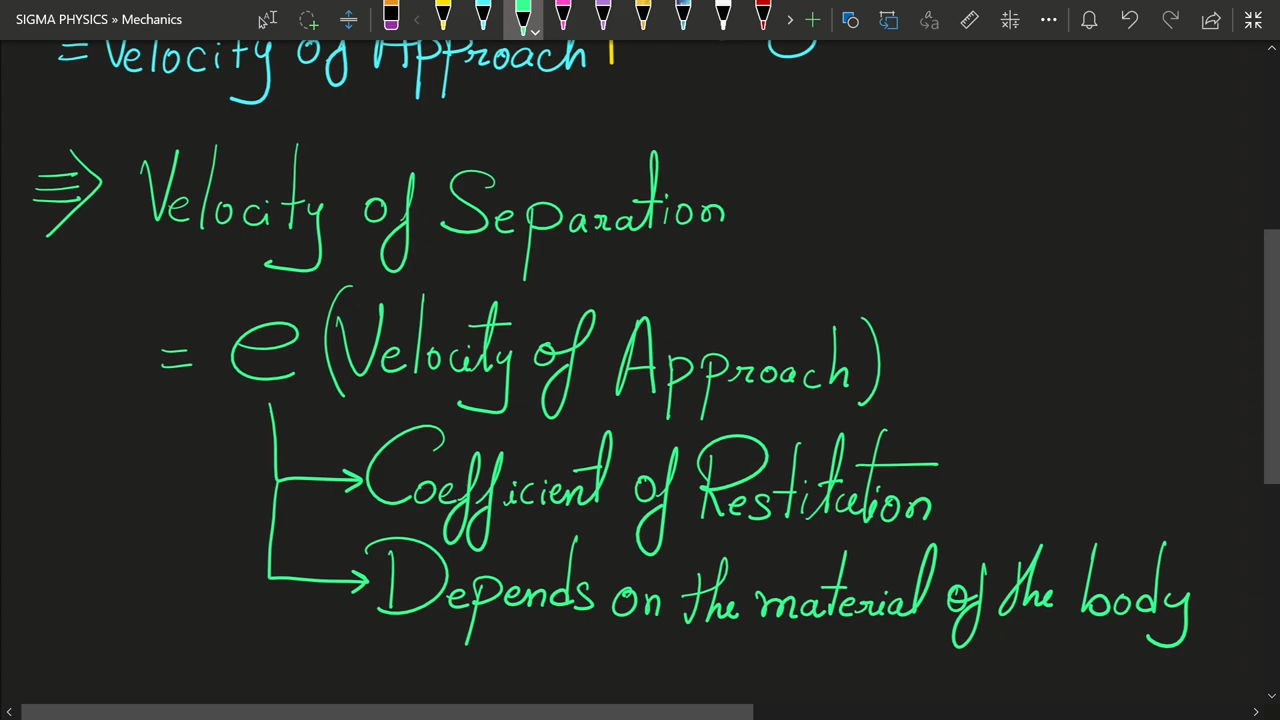 SIGMA PHYSICS » Mechanics
= Velocity of Approach
⇒ Velocity of Separation
= e (Velocity of Approach)
→ Coefficient of Restitution
→ Depends on the material of the body